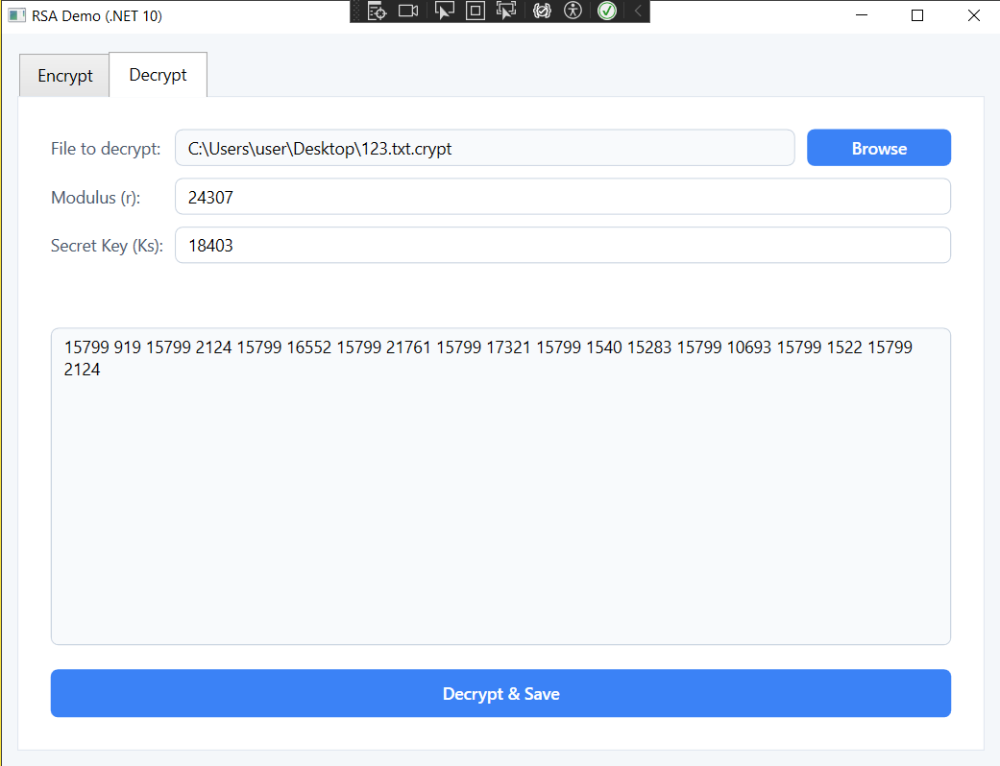 RSA Demo (.NET 10)
Encrypt Decrypt
File to decrypt: C:\Users\user\Desktop\123.txt.crypt Browse
Modulus (r): 24307
Secret Key (Ks): 18403
15799 919 15799 2124 15799 16552 15799 21761 15799 17321 15799 1540 15283 15799 10693 15799 1522 15799
2124
Decrypt & Save